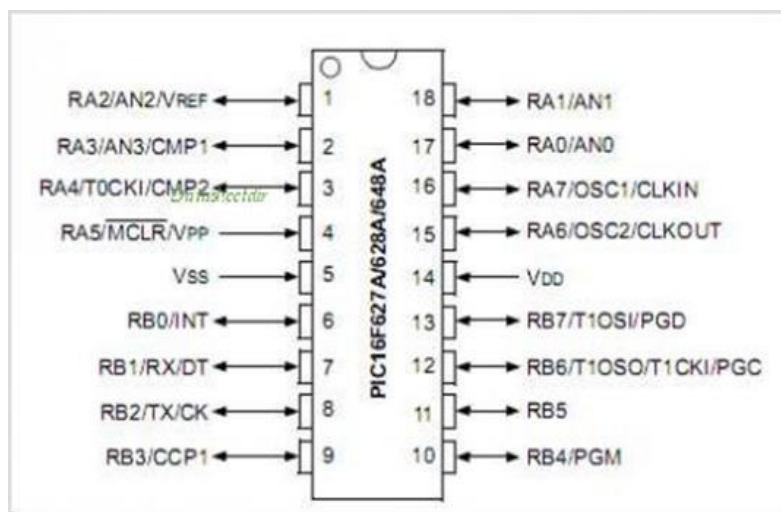 RA2/AN2/VREF 1 18 RA1/AN1
RA3/AN3/CMP1 2 17 RA0/AN0
RA4/T0CKI/CMP2 3 16 RA7/OSC1/CLKIN
RA5/MCLR/VPP 4 15 RA6/OSC2/CLKOUT
VSS 5 14 VDD
RB0/INT 6 13 RB7/T1OSI/PGD
RB1/RX/DT 7 12 RB6/T1OSO/T1CKI/PGC
RB2/TX/CK 8 11 RB5
RB3/CCP1 9 10 RB4/PGM
PIC16F627A/628A/648A